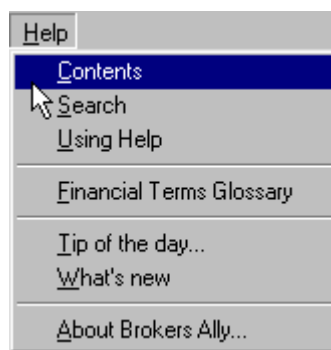 Help
Contents
Search
Using Help
Financial Terms Glossary
Tip of the day...
What's new
About Brokers Ally...